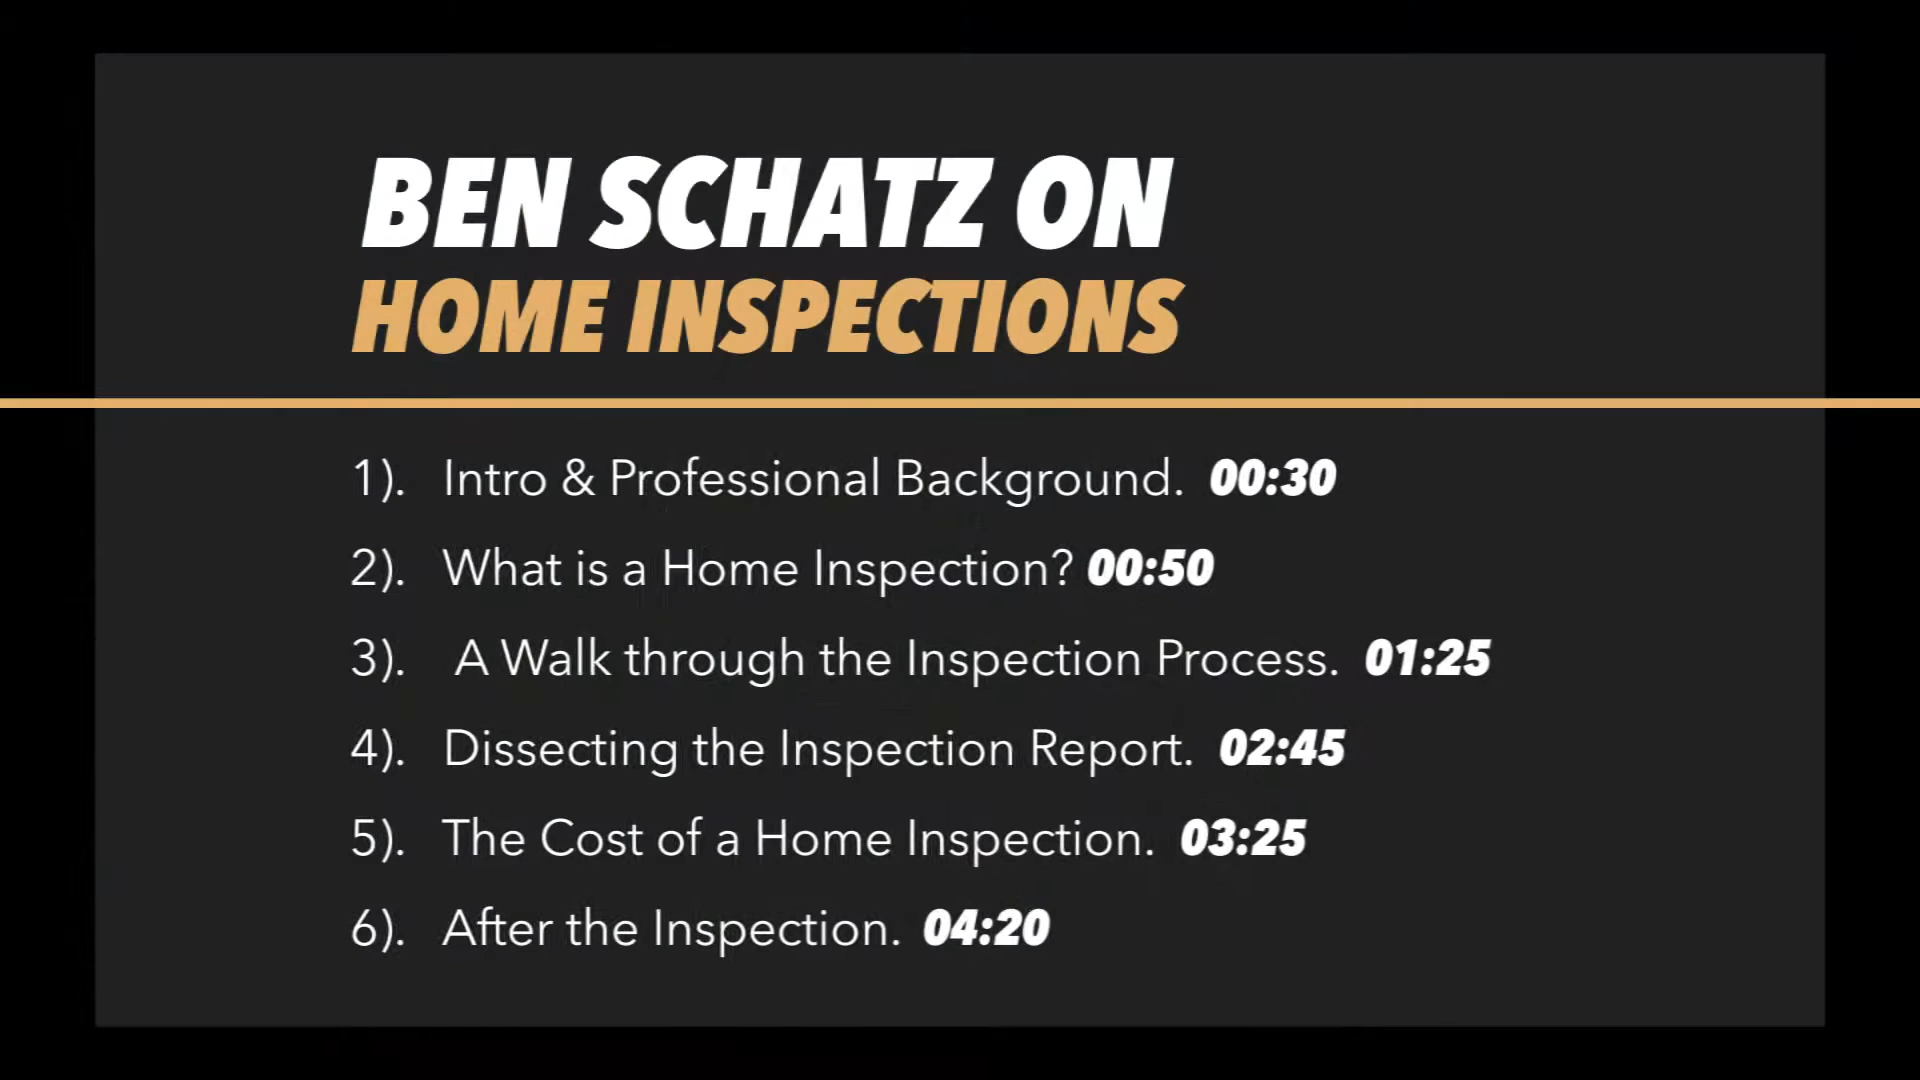 BEN SCHATZ ON
HOME INSPECTIONS
1). Intro & Professional Background. 00:30
2). What is a Home Inspection? 00:50
3). A Walk through the Inspection Process. 01:25
4). Dissecting the Inspection Report. 02:45
5). The Cost of a Home Inspection. 03:25
6). After the Inspection. 04:20